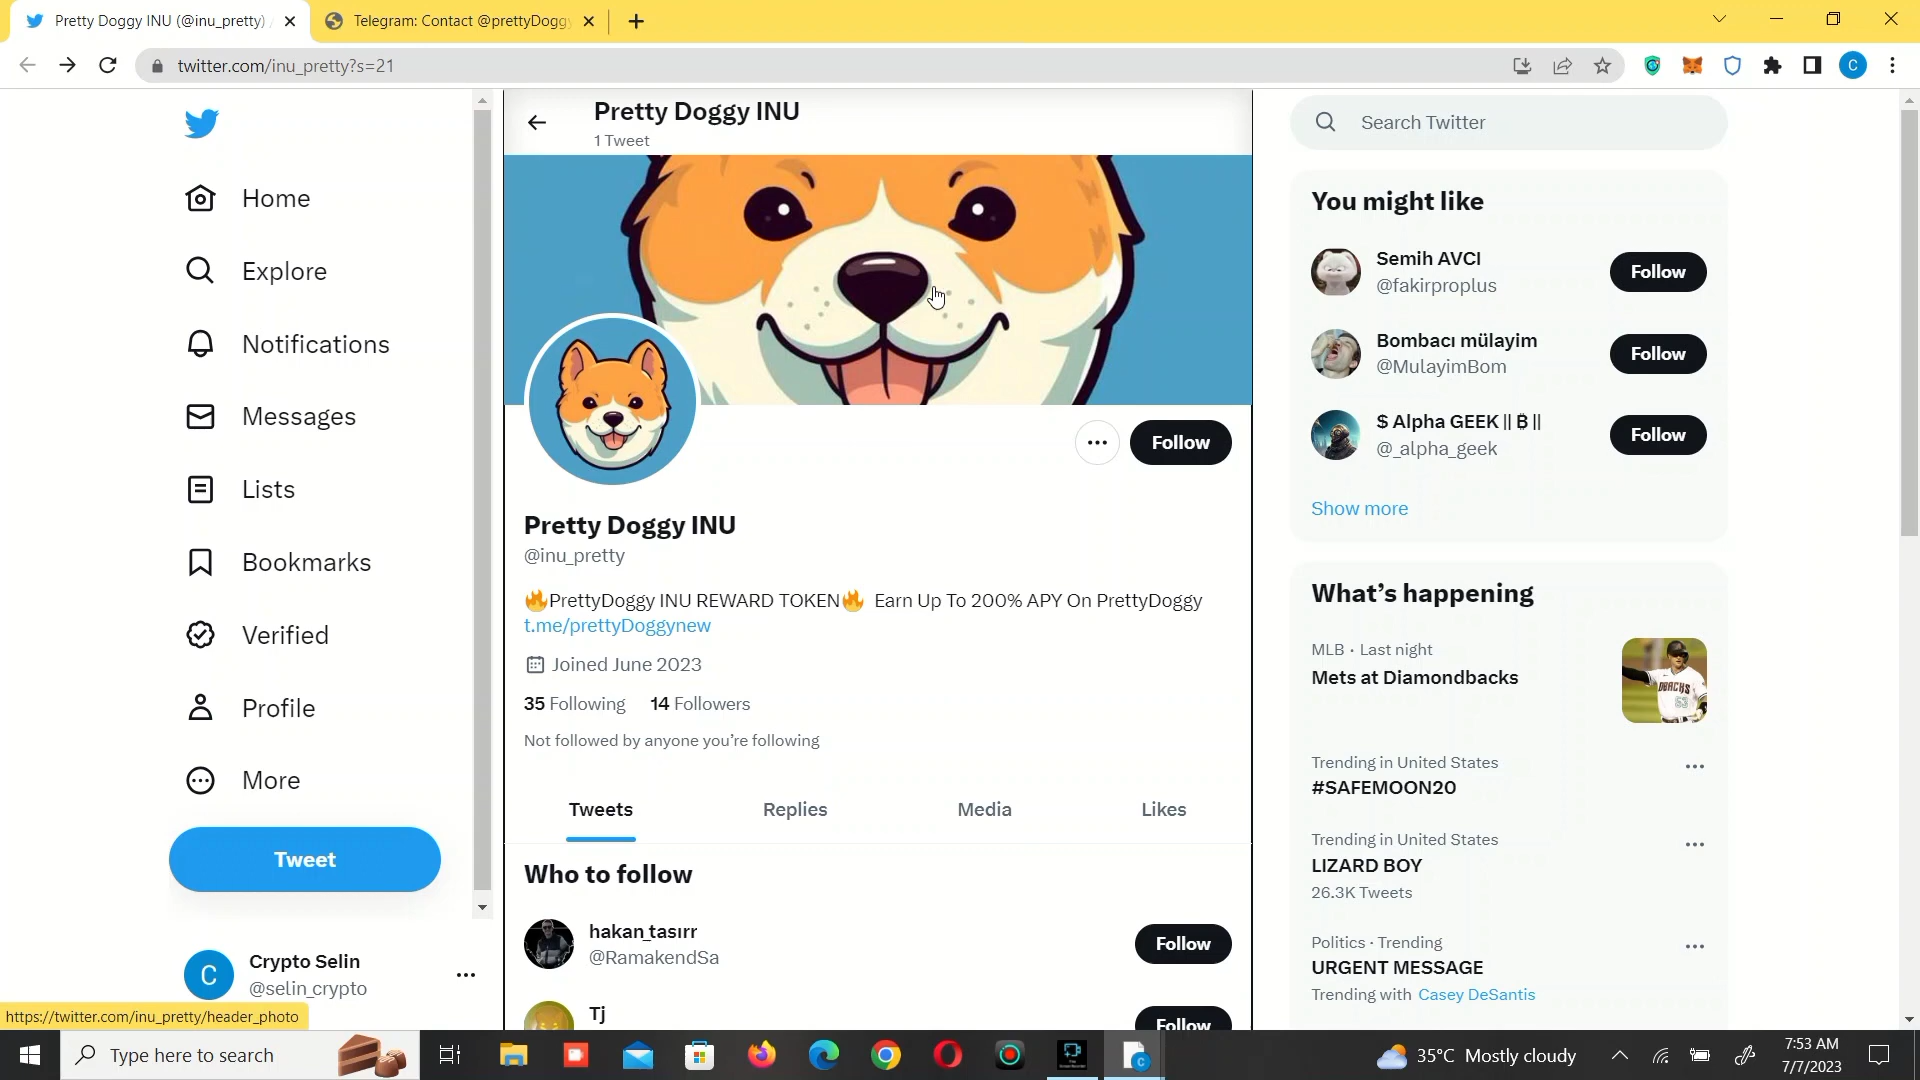 Pretty Doggy INU (@inu_pretty)
Telegram: Contact @prettyDoggy
twitter.com/inu_pretty?s=21
C
Home
Explore
Notifications
Messages
Lists
Bookmarks
Verified
Profile
More
Tweet
C
Crypto Selin
@selin_crypto
https://twitter.com/inu_pretty/header_photo
Pretty Doggy INU
1 Tweet
Follow
Pretty Doggy INU
@inu_pretty
🔥PrettyDoggy INU REWARD TOKEN🔥 Earn Up To 200% APY On PrettyDoggy
t.me/prettyDoggynew
Joined June 2023
35 Following 14 Followers
Not followed by anyone you’re following
Tweets Replies Media Likes
Who to follow
hakan_tasırr
@RamakendSa
Follow
Tj
Follow
Search Twitter
You might like
Semih AVCI
@fakirproplus
Follow
Bombacı mülayim
@MulayimBom
Follow
$ Alpha GEEK || ₿ ||
@_alpha_geek
Follow
Show more
What’s happening
MLB · Last night
Mets at Diamondbacks
Trending in United States
#SAFEMOON20
Trending in United States
LIZARD BOY
26.3K Tweets
Politics · Trending
URGENT MESSAGE
Trending with Casey DeSantis
Type here to search
35°C Mostly cloudy
7:53 AM
7/7/2023